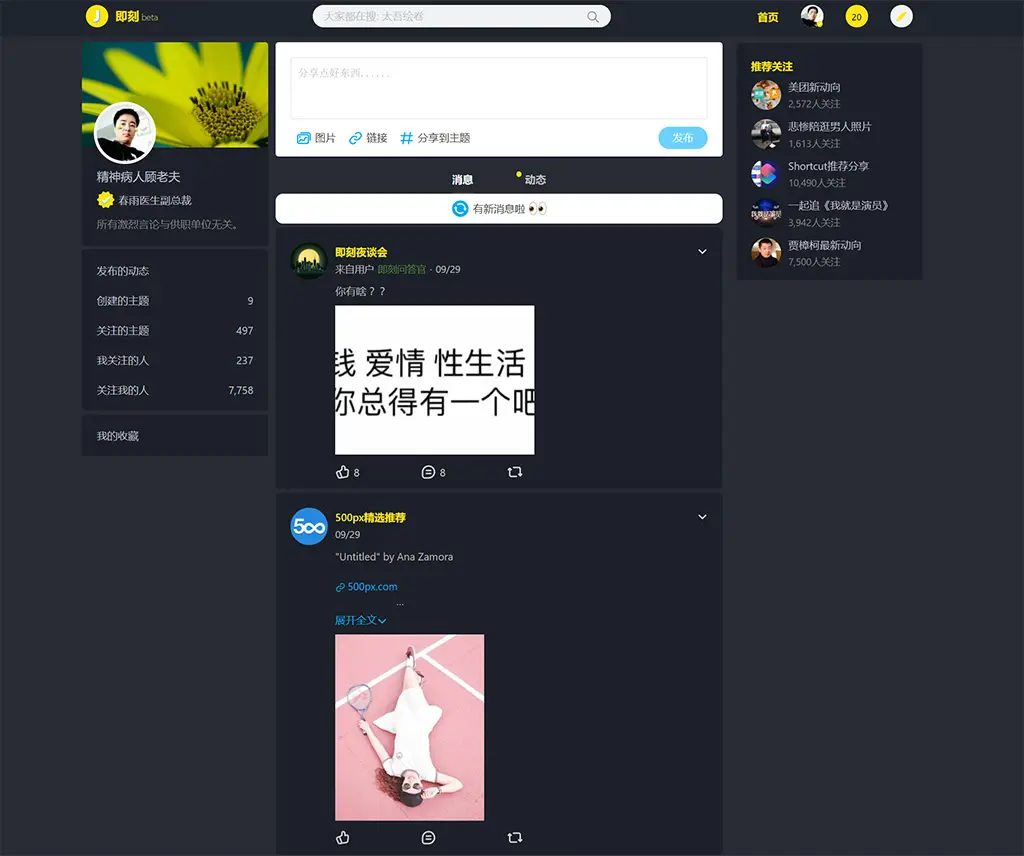 即刻 beta
大家都在搜: 太吾绘卷
首页
20
精神病人顾老夫
春雨医生副总裁
所有激烈言论与供职单位无关。
发布的动态
创建的主题 9
关注的主题 497
我关注的人 237
关注我的人 7,758
我的收藏
分享点好东西......
图片 链接 分享到主题 发布
消息 动态
有新消息啦
即刻夜谈会
来自用户 即刻问答官 · 09/29
你有啥？？
钱 爱情 性生活
你总得有一个吧
8 8
500
500px精选推荐
09/29
"Untitled" by Ana Zamora
500px.com
...
展开全文
推荐关注
美团新动向
2,572人关注
悲惨陪逛男人照片
1,613人关注
Shortcut推荐分享
10,490人关注
一起追《我就是演员》
3,942人关注
贾樟柯最新动向
7,500人关注